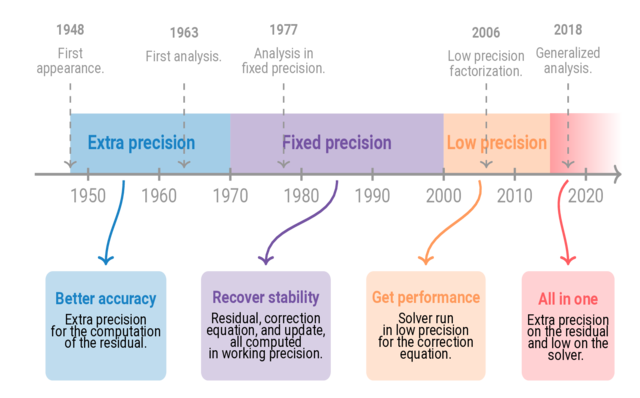 1948
First
appearance.
1963
First analysis.
1977
Analysis in
fixed precision.
2006
Low precision
factorization.
2018
Generalized
analysis.
Extra precision
Fixed precision
Low precision
1950
1960
1970
1980
1990
2000
2010
2020
Better accuracy
Extra precision
for the computation
of the residual.
Recover stability
Residual, correction
equation, and update,
all computed
in working precision.
Get performance
Solver run
in low precision
for the correction
equation.
All in one
Extra precision
on the residual
and low on the
solver.